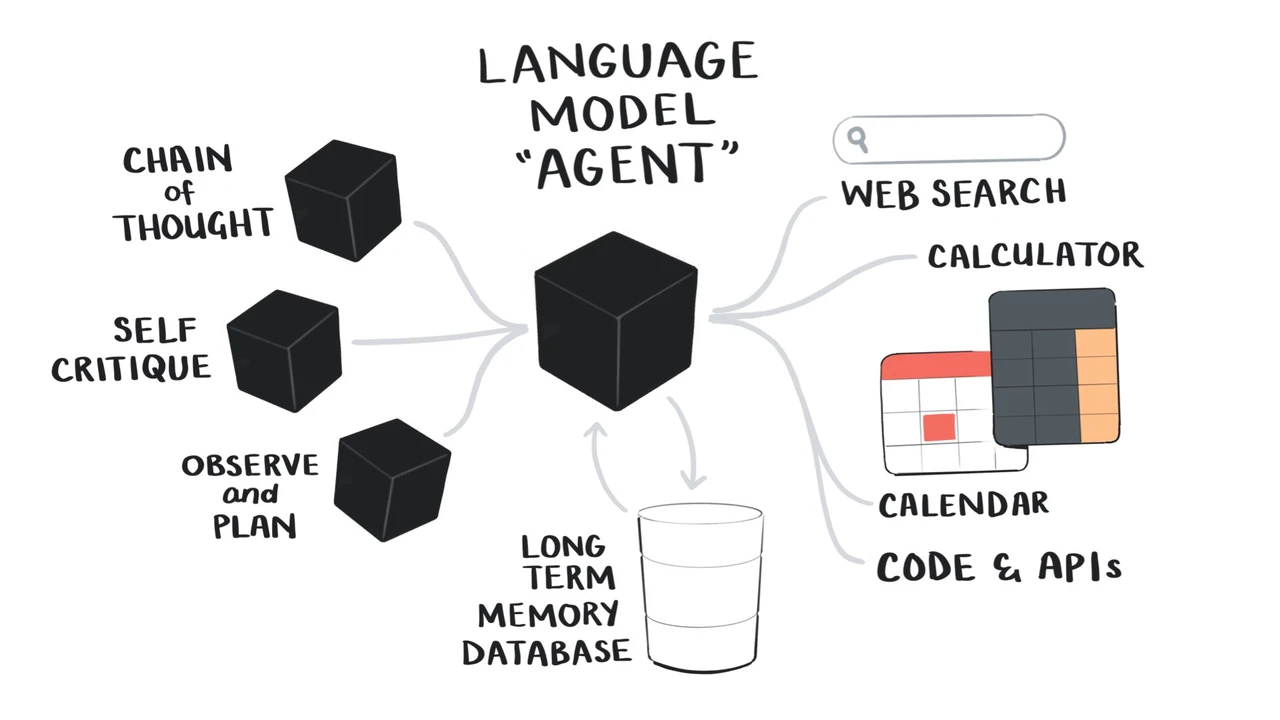 LANGUAGE
MODEL
“AGENT”
CHAIN
of
THOUGHT
SELF
CRITIQUE
OBSERVE
and
PLAN
LONG
TERM
MEMORY
DATABASE
WEB SEARCH
CALCULATOR
CALENDAR
CODE & APIs